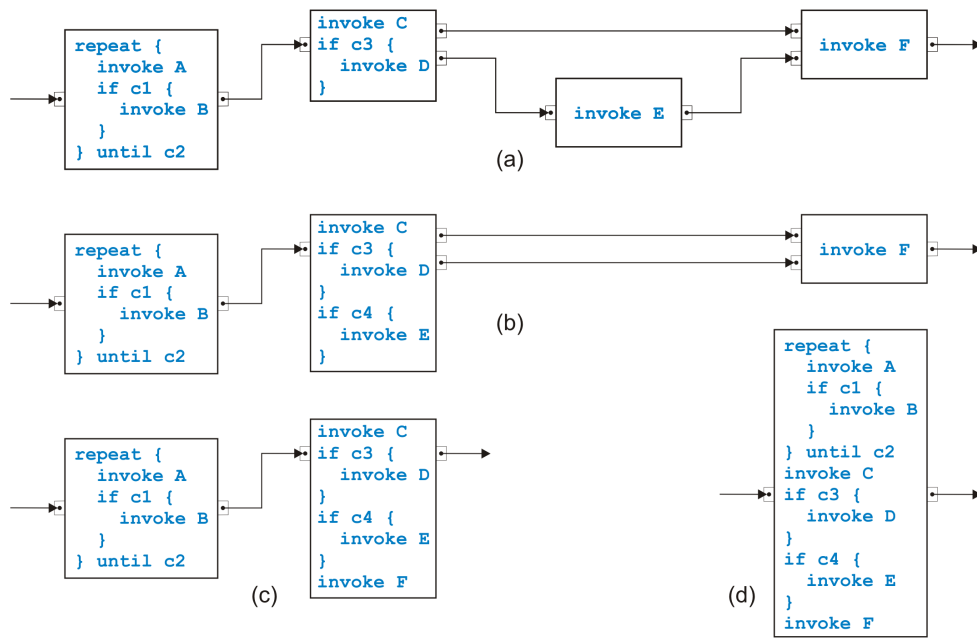 repeat {
invoke A
if c1 {
invoke B
}
} until c2
invoke C
if c3 {
invoke D
}
invoke E
invoke F
(a)
repeat {
invoke A
if c1 {
invoke B
}
} until c2
invoke C
if c3 {
invoke D
}
if c4 {
invoke E
}
invoke F
(b)
repeat {
invoke A
if c1 {
invoke B
}
} until c2
invoke C
if c3 {
invoke D
}
if c4 {
invoke E
}
invoke F
(c)
repeat {
invoke A
if c1 {
invoke B
}
} until c2
invoke C
if c3 {
invoke D
}
if c4 {
invoke E
}
invoke F
(d)